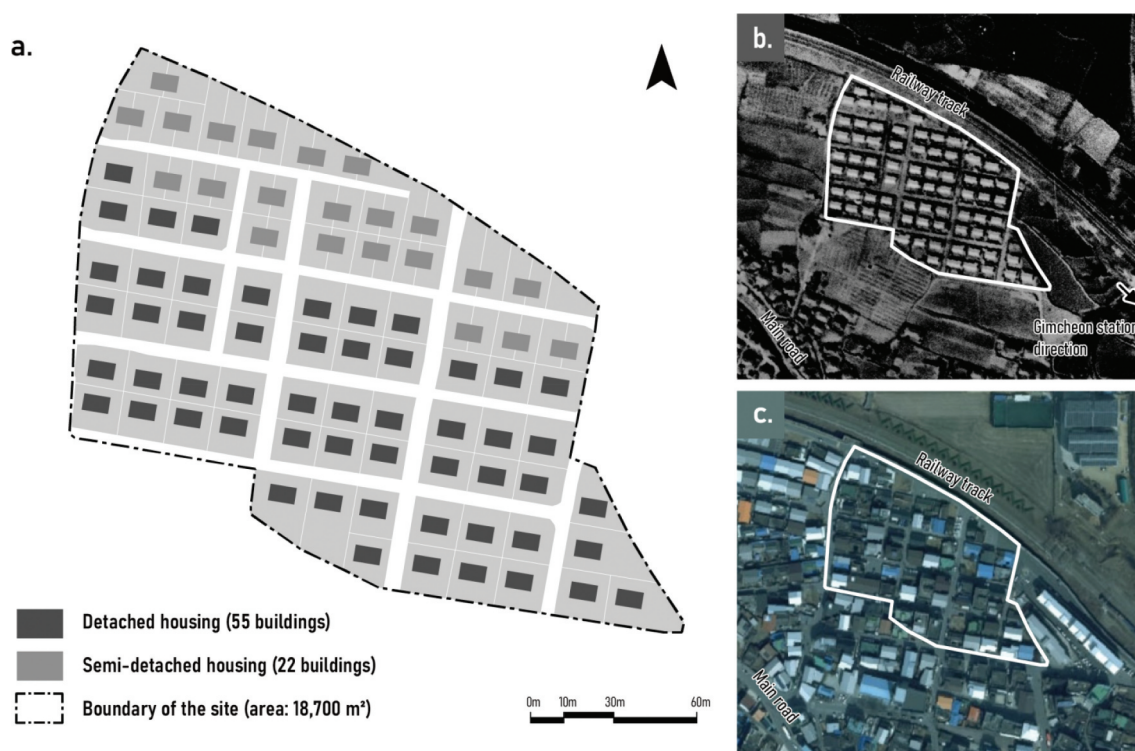 a.
Detached housing (55 buildings)
Semi-detached housing (22 buildings)
Boundary of the site (area: 18,700 m²)
0m 10m 30m 60m
b.
Railway track
Main road
Gimcheon station
direction
c.
Railway track
Main road